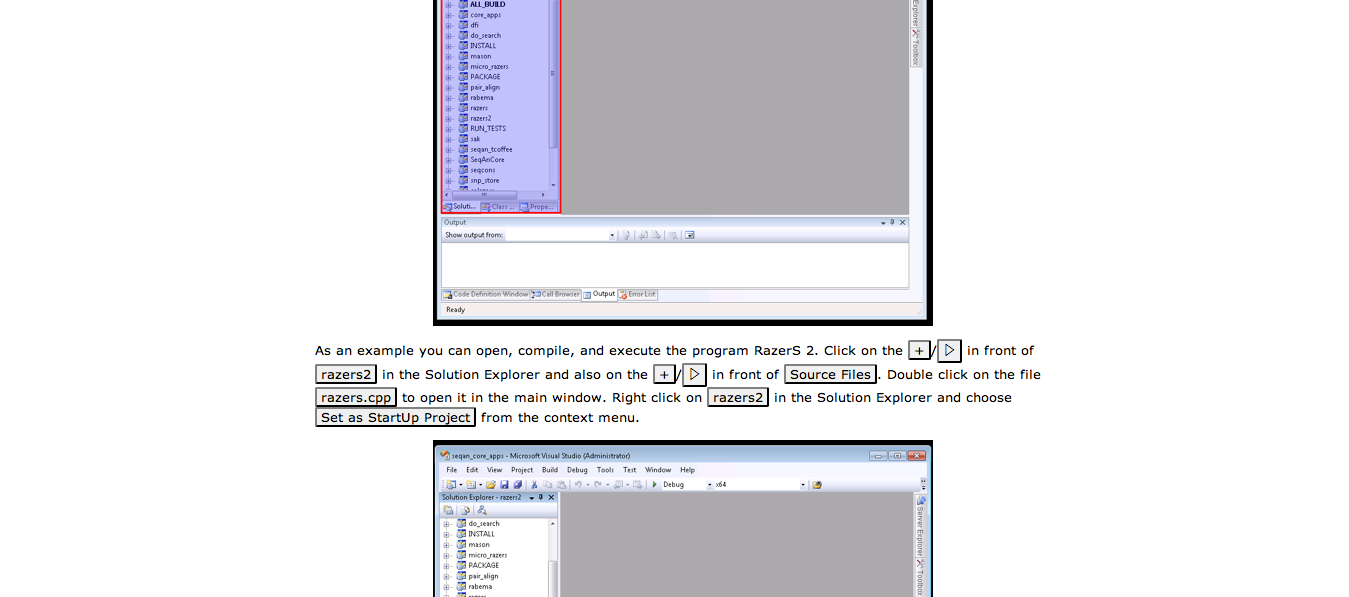 ALL_BUILD
core_apps
dfi
do_search
INSTALL
mason
micro_razers
PACKAGE
pair_align
rabema
razers
razers2
RUN_TESTS
sak
seqan_tcoffee
SeqAnCore
seqcons
snp_store
Soluti... Class ... Prope...
Explorer
Toolbox
Output
Show output from:
Code Definition Window Call Browser Output Error List
Ready
As an example you can open, compile, and execute the program RazerS 2. Click on the + / ▷ in front of
razers2 in the Solution Explorer and also on the + / ▷ in front of Source Files. Double click on the file
razers.cpp to open it in the main window. Right click on razers2 in the Solution Explorer and choose
Set as StartUp Project from the context menu.
seqan_core_apps - Microsoft Visual Studio (Administrator)
File Edit View Project Build Debug Tools Test Window Help
Debug x64
Solution Explorer - razers2
do_search
INSTALL
mason
micro_razers
PACKAGE
pair_align
rabema
razers
Server Explorer
Toolbox